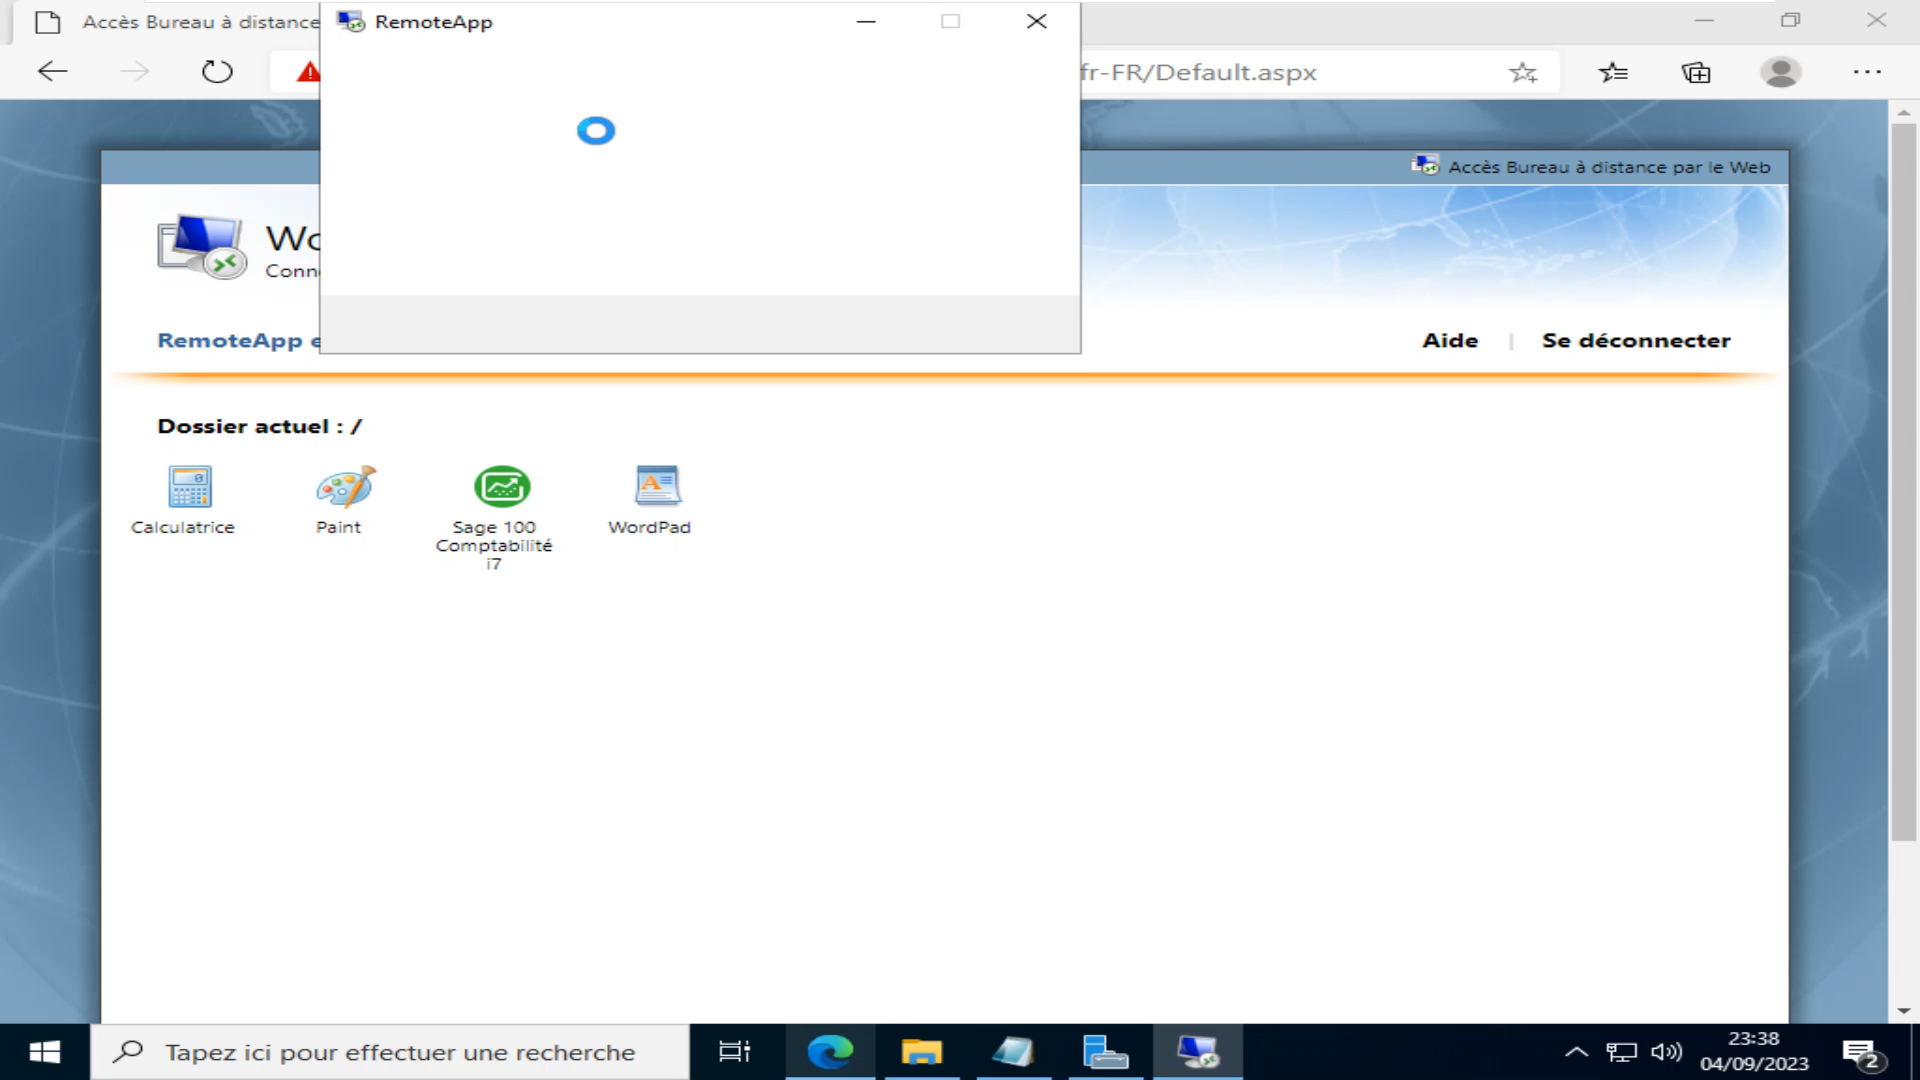 Accès Bureau à distance
RemoteApp
fr-FR/Default.aspx
Accès Bureau à distance par le Web
Wo
Conn
RemoteApp e
Aide | Se déconnecter
Dossier actuel : /
Calculatrice
Paint
Sage 100
Comptabilité
i7
WordPad
Tapez ici pour effectuer une recherche
23:38
04/09/2023
2